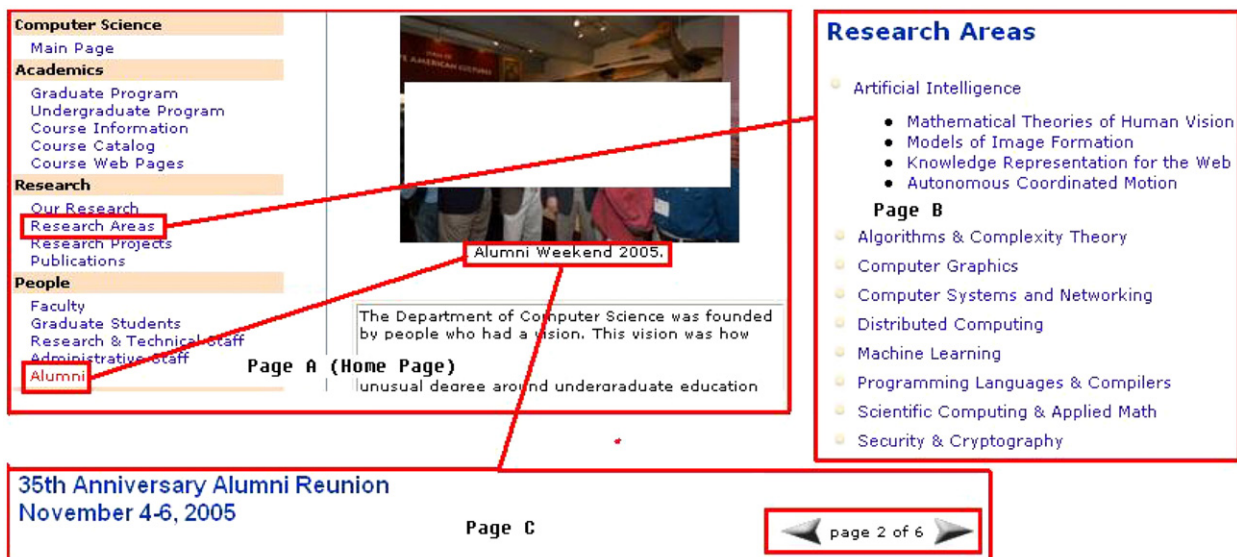 Computer Science
Main Page
Academics
Graduate Program
Undergraduate Program
Course Information
Course Catalog
Course Web Pages
Research
Our Research
Research Areas
Research Projects
Publications
People
Faculty
Graduate Students
Research & Technical Staff
Administrative Staff
Alumni
AMERICAN CULTURES
Alumni Weekend 2005.
The Department of Computer Science was founded
by people who had a vision. This vision was how
unusual degree around undergraduate education
Page A (Home Page)
Research Areas
Artificial Intelligence
Mathematical Theories of Human Vision
Models of Image Formation
Knowledge Representation for the Web
Autonomous Coordinated Motion
Page B
Algorithms & Complexity Theory
Computer Graphics
Computer Systems and Networking
Distributed Computing
Machine Learning
Programming Languages & Compilers
Scientific Computing & Applied Math
Security & Cryptography
35th Anniversary Alumni Reunion
November 4-6, 2005
Page C
page 2 of 6